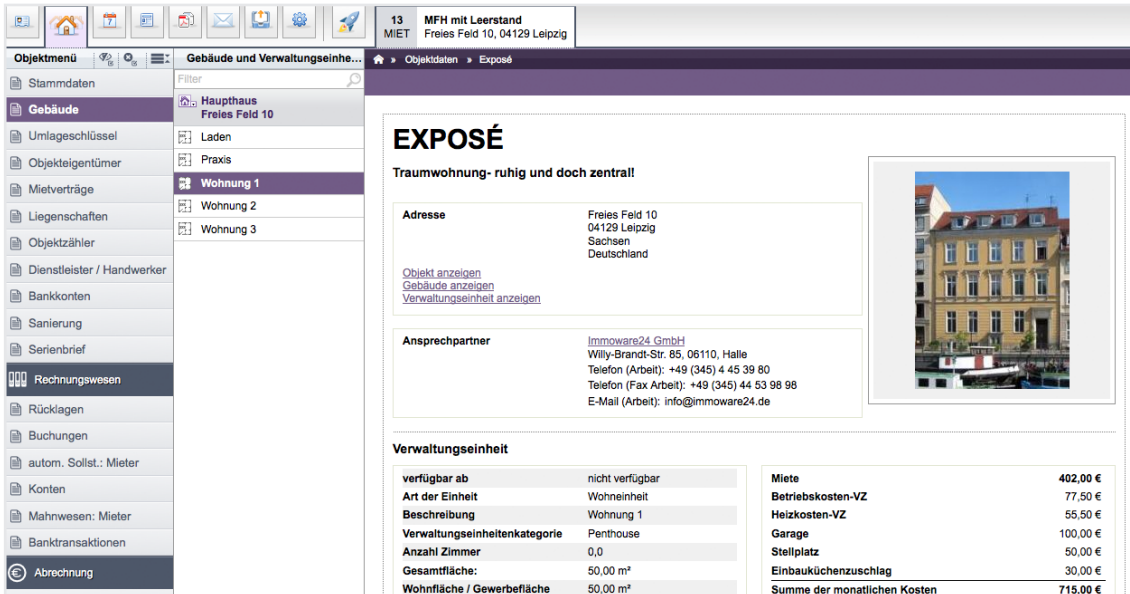 13 MFH mit Leerstand
MIET Freies Feld 10, 04129 Leipzig
Objektmenü
Stammdaten
Gebäude
Umlageschlüssel
Objekteigentümer
Mietverträge
Liegenschaften
Objektzähler
Dienstleister / Handwerker
Bankkonten
Sanierung
Serienbrief
Rechnungswesen
Rücklagen
Buchungen
autom. Sollst.: Mieter
Konten
Mahnwesen: Mieter
Banktransaktionen
Abrechnung
Gebäude und Verwaltungseinhe...
Filter
Haupthaus
Freies Feld 10
Laden
Praxis
Wohnung 1
Wohnung 2
Wohnung 3
» Objektdaten » Exposé
EXPOSÉ
Traumwohnung- ruhig und doch zentral!
Adresse Freies Feld 10
04129 Leipzig
Sachsen
Deutschland
Objekt anzeigen
Gebäude anzeigen
Verwaltungseinheit anzeigen
Ansprechpartner Immoware24 GmbH
Willy-Brandt-Str. 85, 06110, Halle
Telefon (Arbeit): +49 (345) 4 45 39 80
Telefon (Fax Arbeit): +49 (345) 44 53 98 98
E-Mail (Arbeit): info@immoware24.de
Verwaltungseinheit
verfügbar ab nicht verfügbar
Art der Einheit Wohneinheit
Beschreibung Wohnung 1
Verwaltungseinheitenkategorie Penthouse
Anzahl Zimmer 0,0
Gesamtfläche: 50,00 m²
Wohnfläche / Gewerbefläche 50,00 m²
Miete 402,00 €
Betriebskosten-VZ 77,50 €
Heizkosten-VZ 55,50 €
Garage 100,00 €
Stellplatz 50,00 €
Einbauküchenzuschlag 30,00 €
Summe der monatlichen Kosten 715,00 €